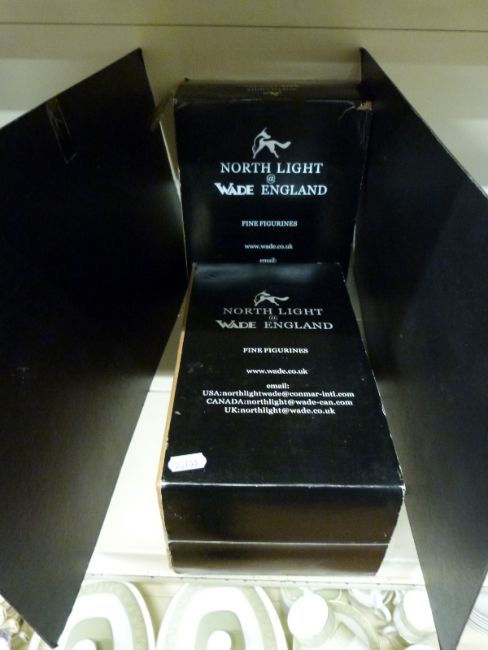 NORTH LIGHT
@
WADE ENGLAND
FINE FIGURINES
www.wade.co.uk
email:
NORTH LIGHT
@
WADE ENGLAND
FINE FIGURINES
www.wade.co.uk
email:
USA:northlightwade@conmar-intl.com
CANADA:northlight@wade-can.com
UK:northlight@wade.co.uk